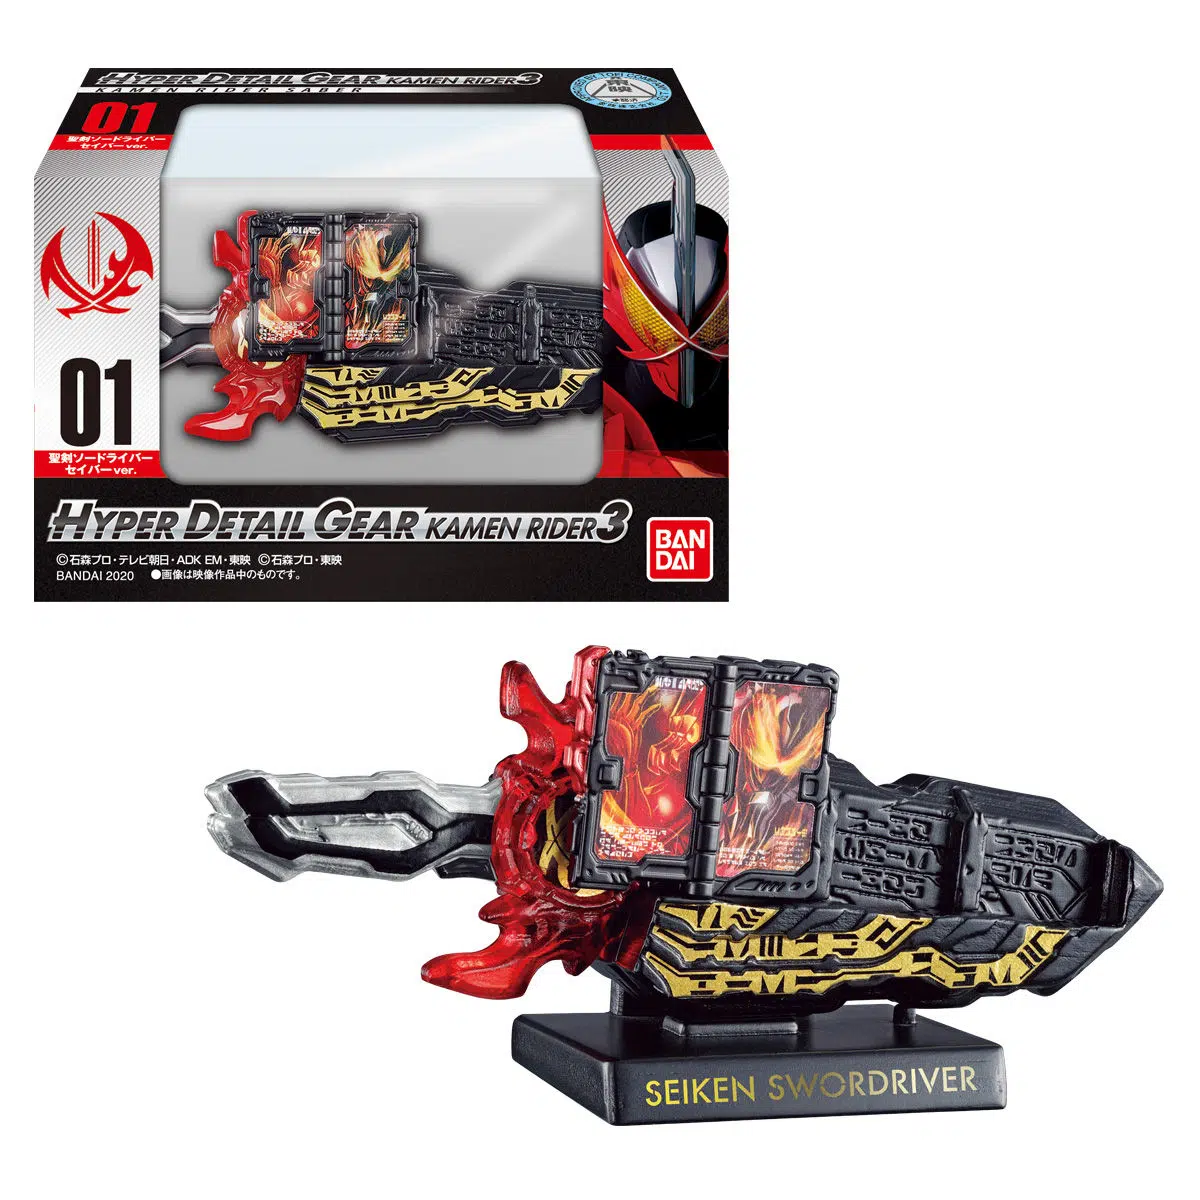 HYPER DETAIL GEAR KAMEN RIDER 3
KAMEN RIDER SABER
01
聖剣ソードライバー
セイバーver.
東映
01
聖剣ソードライバー
セイバーver.
HYPER DETAIL GEAR KAMEN RIDER 3
BAN
DAI
©石森プロ・テレビ朝日・ADK EM・東映 ©石森プロ・東映
BANDAI 2020 ●画像は映像作品中のものです。
SEIKEN SWORDRIVER